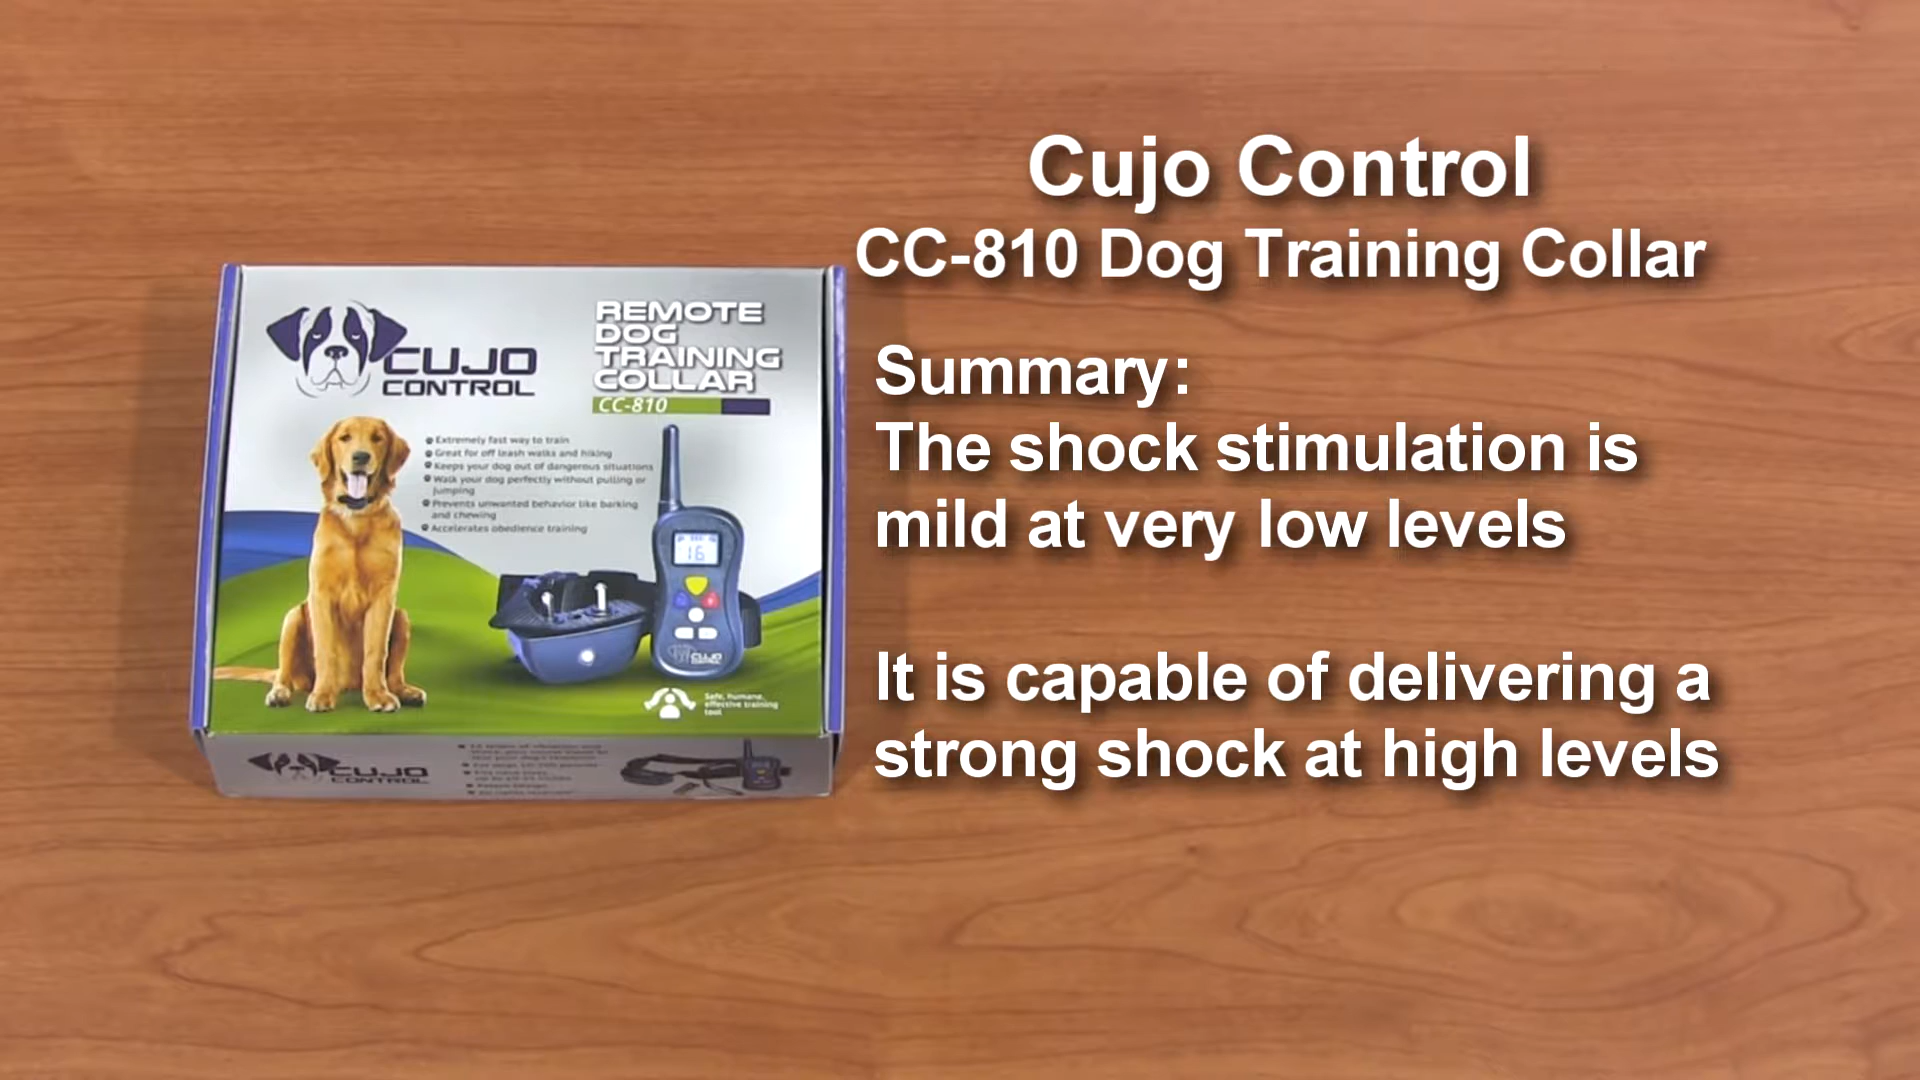 Cujo Control
CC-810 Dog Training Collar
Summary:
The shock stimulation is
mild at very low levels
It is capable of delivering a
strong shock at high levels
CUJO
CONTROL
REMOTE
DOG
TRAINING
COLLAR
CC-810
Extremely fast way to train
Great for off leash walks and hiking
Keeps your dog out of dangerous situations
Walk your dog perfectly without pulling or
jumping
Prevents unwanted behavior like barking
and chewing
Accelerates obedience training
16
CUJO
CONTROL
Safe, humane,
effective training
tool
CUJO
CONTROL